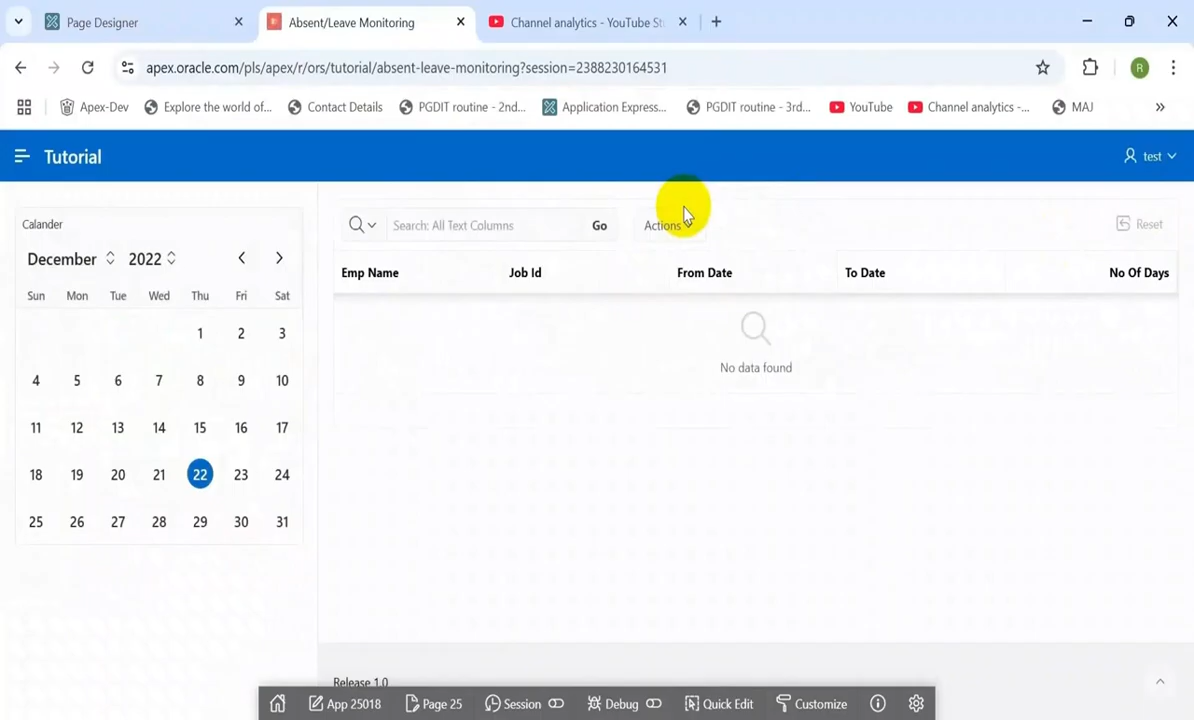 Page Designer
Absent/Leave Monitoring
Channel analytics - YouTube St
apex.oracle.com/pls/apex/r/ors/tutorial/absent-leave-monitoring?session=2388230164531
R
Apex-Dev
Explore the world of...
Contact Details
PGDIT routine - 2nd...
Application Express...
PGDIT routine - 3rd...
YouTube
Channel analytics -...
MAJ
Tutorial
test
Calander
December 2022
Sun Mon Tue Wed Thu Fri Sat
1 2 3
4 5 6 7 8 9 10
11 12 13 14 15 16 17
18 19 20 21 22 23 24
25 26 27 28 29 30 31
Search: All Text Columns
Go
Actions
Reset
Emp Name Job Id From Date To Date No Of Days
No data found
Release 1.0
App 25018
Page 25
Session
Debug
Quick Edit
Customize